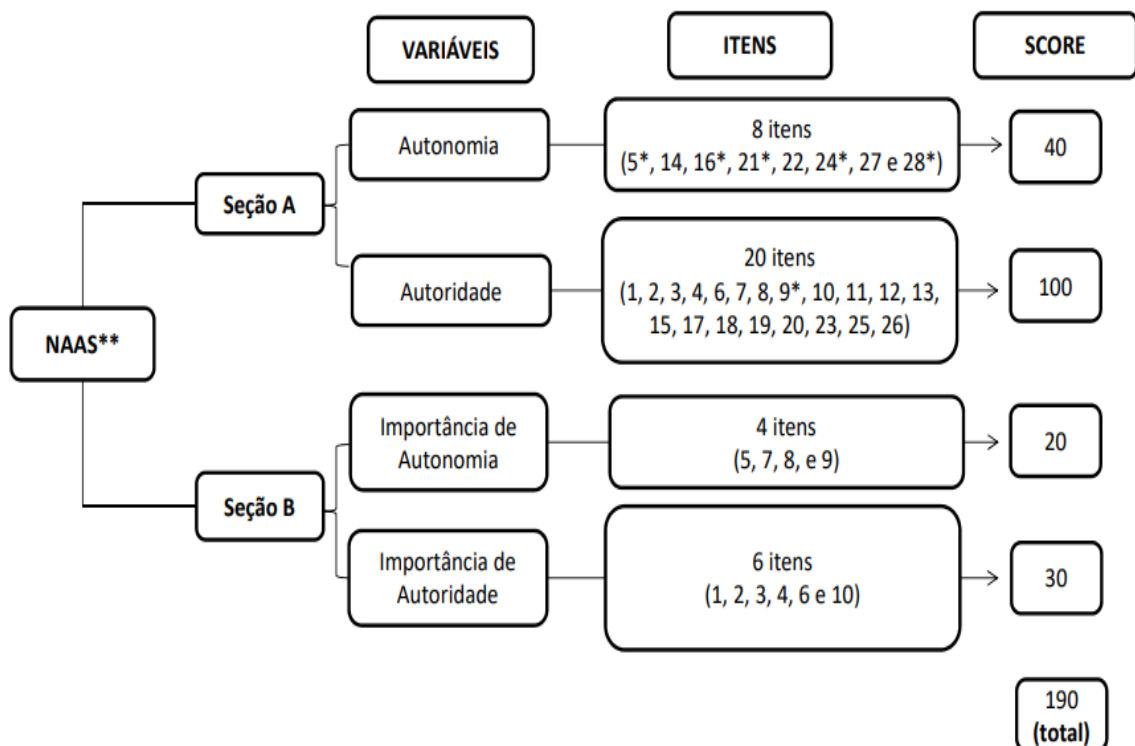 VARIÁVEIS
ITENS
SCORE
Autonomia
8 itens
(5*, 14, 16*, 21*, 22, 24*, 27 e 28*)
40
Seção A
Autoridade
20 itens
(1, 2, 3, 4, 6, 7, 8, 9*, 10, 11, 12, 13,
15, 17, 18, 19, 20, 23, 25, 26)
100
NAAS**
Importância de
Autonomia
4 itens
(5, 7, 8, e 9)
20
Seção B
Importância de
Autoridade
6 itens
(1, 2, 3, 4, 6 e 10)
30
190
(total)